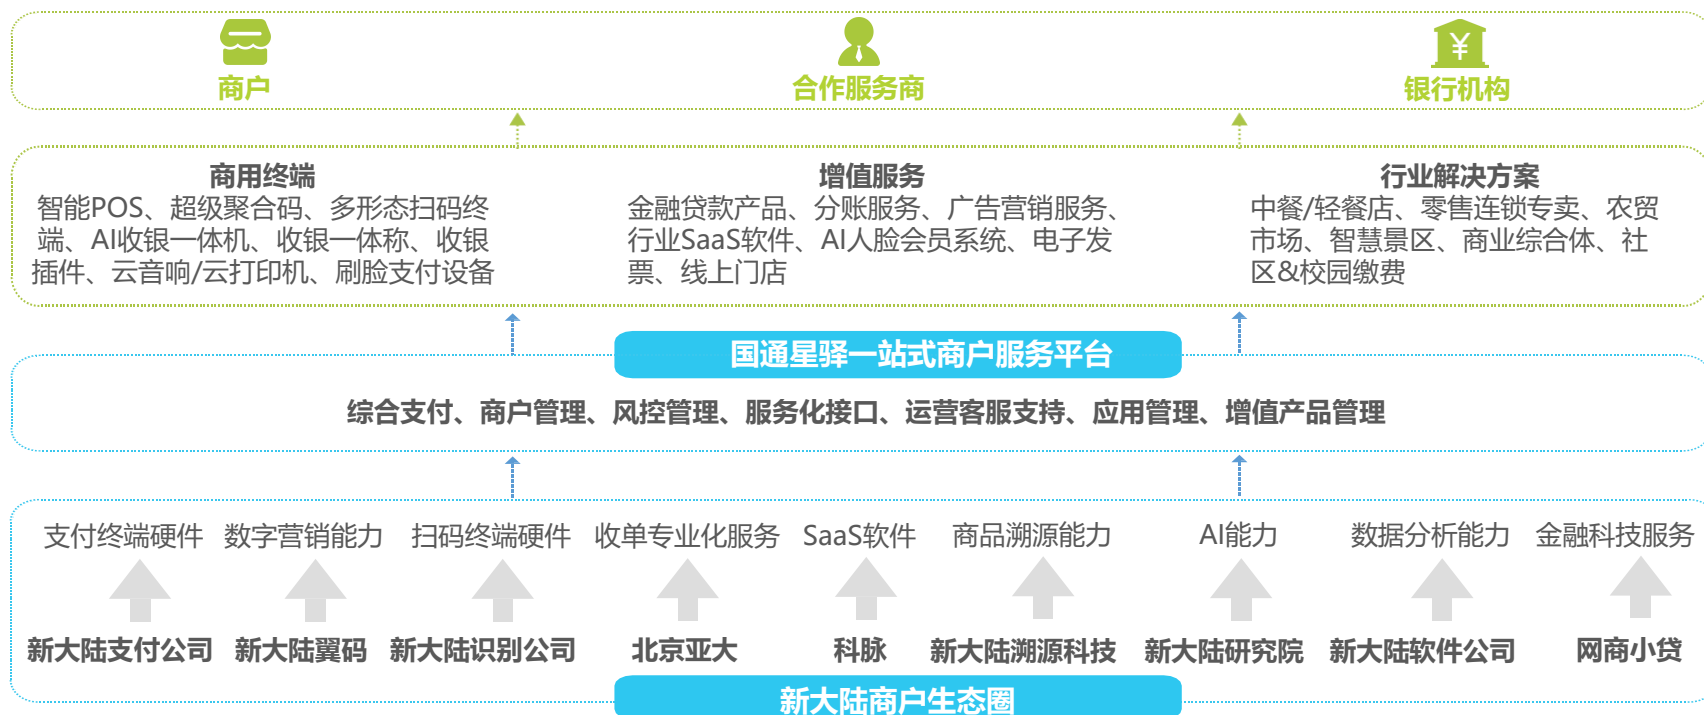 ¥
商户
合作服务商
银行机构
商用终端
智能POS、超级聚合码、多形态扫码终
端、AI收银一体机、收银一体称、收银
插件、云音响/云打印机、刷脸支付设备
增值服务
金融贷款产品、分账服务、广告营销服务、
行业SaaS软件、AI人脸会员系统、电子发
票、线上门店
行业解决方案
中餐/轻餐店、零售连锁专卖、农贸
市场、智慧景区、商业综合体、社
区&校园缴费
国通星驿一站式商户服务平台
综合支付、商户管理、风控管理、服务化接口、运营客服支持、应用管理、增值产品管理
支付终端硬件
数字营销能力
扫码终端硬件
收单专业化服务
SaaS软件
商品溯源能力
AI能力
数据分析能力
金融科技服务
新大陆支付公司
新大陆翼码
新大陆识别公司
北京亚大
科脉
新大陆溯源科技
新大陆研究院
新大陆软件公司
网商小贷
新大陆商户生态圈